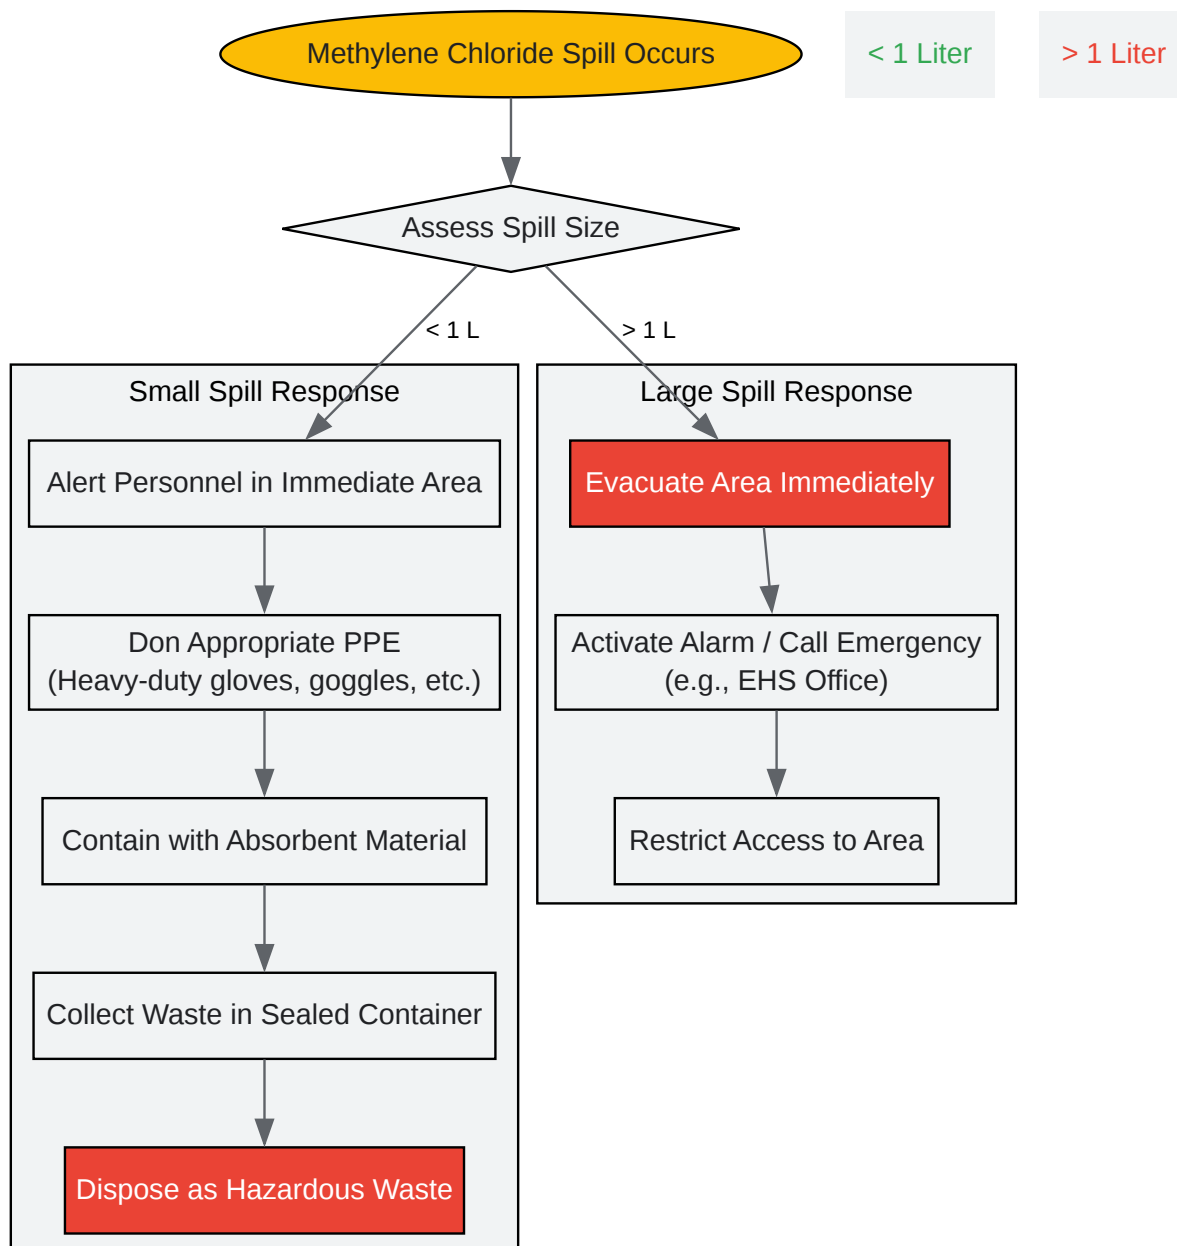 Methylene Chloride Spill Occurs
< 1 Liter
> 1 Liter
Assess Spill Size
< 1 L
> 1 L
Small Spill Response
Alert Personnel in Immediate Area
Don Appropriate PPE
(Heavy-duty gloves, goggles, etc.)
Contain with Absorbent Material
Collect Waste in Sealed Container
Dispose as Hazardous Waste
Large Spill Response
Evacuate Area Immediately
Activate Alarm / Call Emergency
(e.g., EHS Office)
Restrict Access to Area